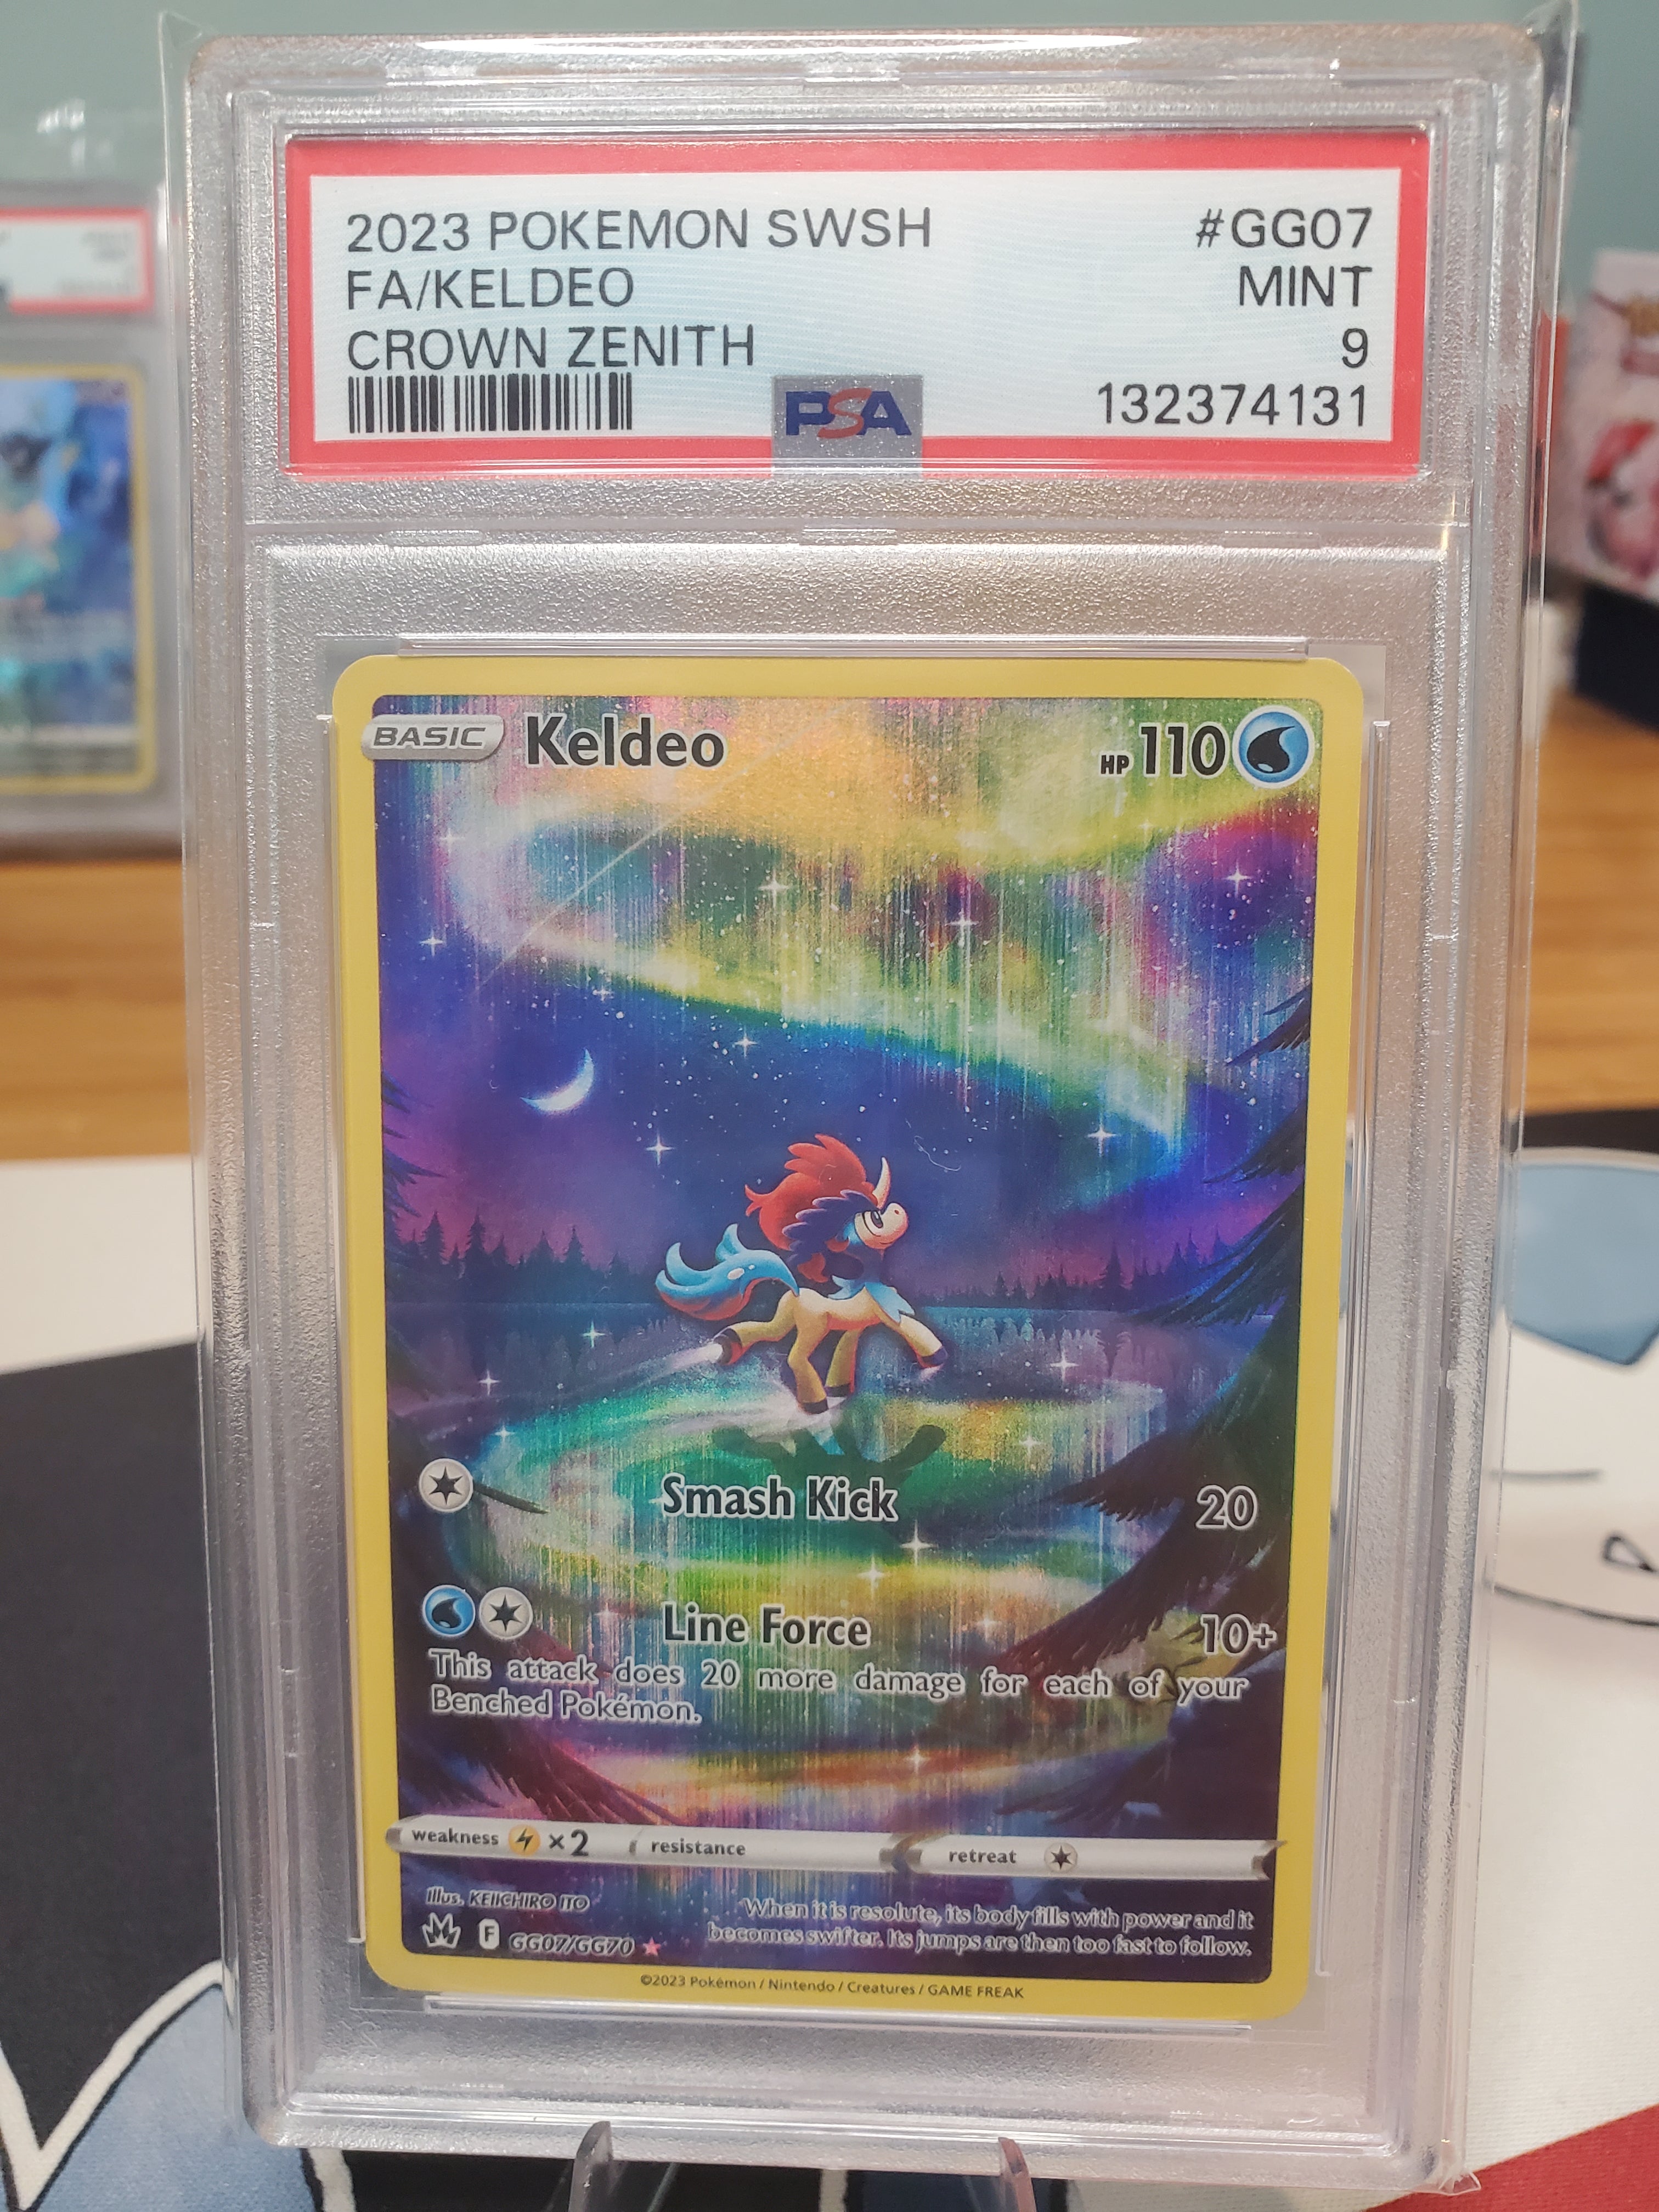 2023 POKEMON SWSH #GG07
FA/KELDEO MINT
CROWN ZENITH 9
PSA 132374131
BASIC Keldeo HP 110
Smash Kick 20
Line Force 10+
This attack does 20 more damage for each of your
Benched Pokémon.
weakness ×2 resistance retreat
Illus. KEIICHIRO ITO
When it is resolute, its body fills with power and it
F GG07/GG70 becomes swifter. Its jumps are then too fast to follow.
©2023 Pokémon / Nintendo / Creatures / GAME FREAK